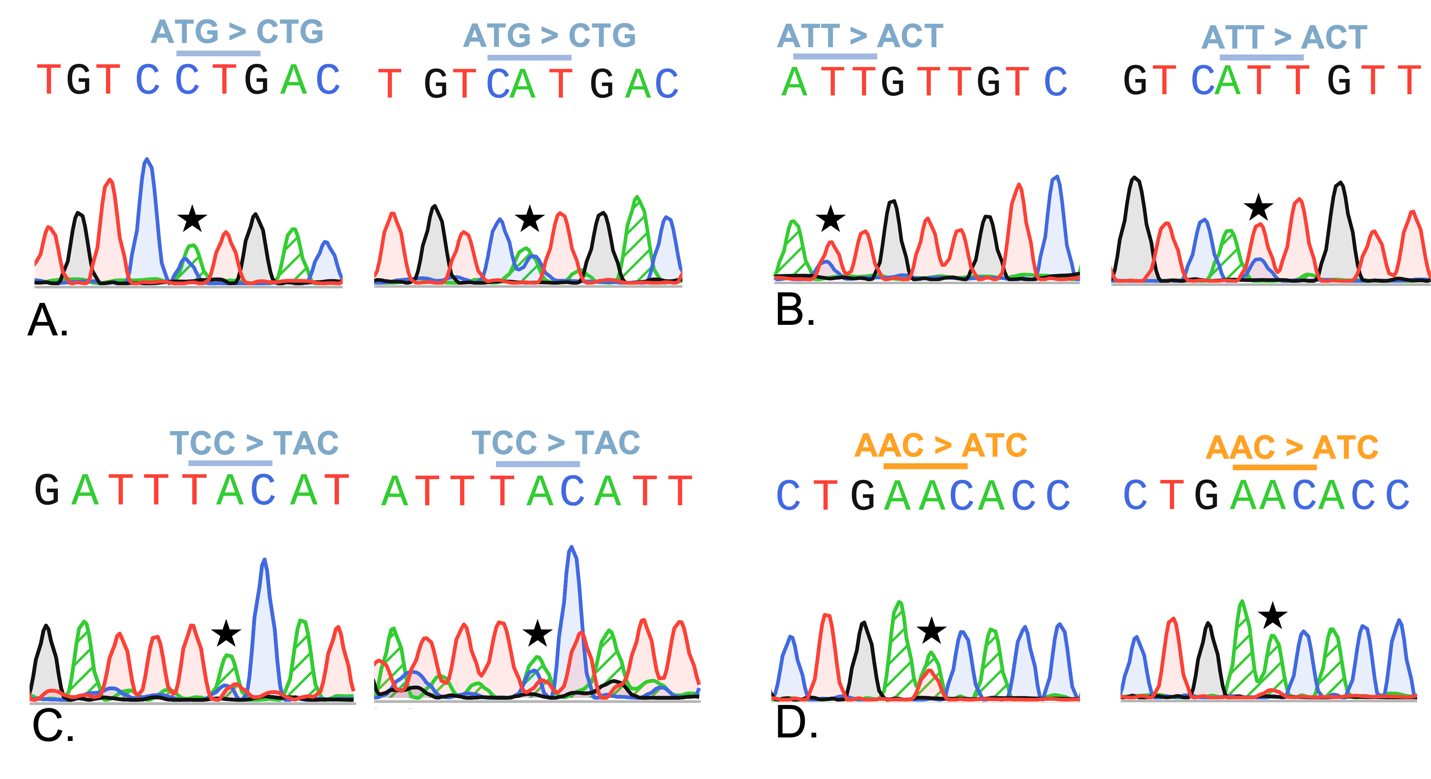 ATG > CTG
TGTCCTGAC
A.
ATG > CTG
TGTCATGAC
ATT > ACT
ATTGTTGTC
B.
ATT > ACT
GTCATTGTT
TCC > TAC
GATTTACAT
C.
TCC > TAC
ATTTACATT
AAC > ATC
CTGAACACC
D.
AAC > ATC
CTGAACACC